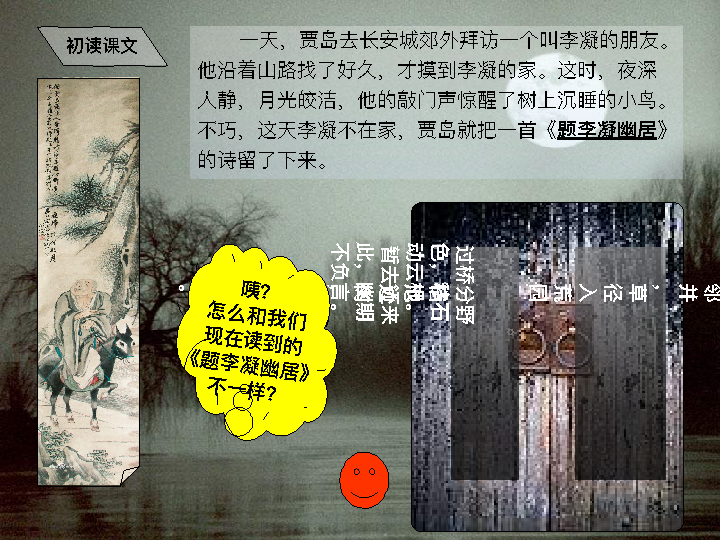 初读课文
一天，贾岛去长安城郊外拜访一个叫李凝的朋友。
他沿着山路找了好久，才摸到李凝的家。这时，夜深
人静，月光皎洁，他的敲门声惊醒了树上沉睡的小鸟。
不巧，这天李凝不在家，贾岛就把一首《题李凝幽居》
的诗留了下来。
咦？
怎么和我们
现在读到的
《题李凝幽居》
不一样？
邻并，草径入荒园
过桥分野
色，移石
动云根。
暂去还来
此，幽期
不负言。
。